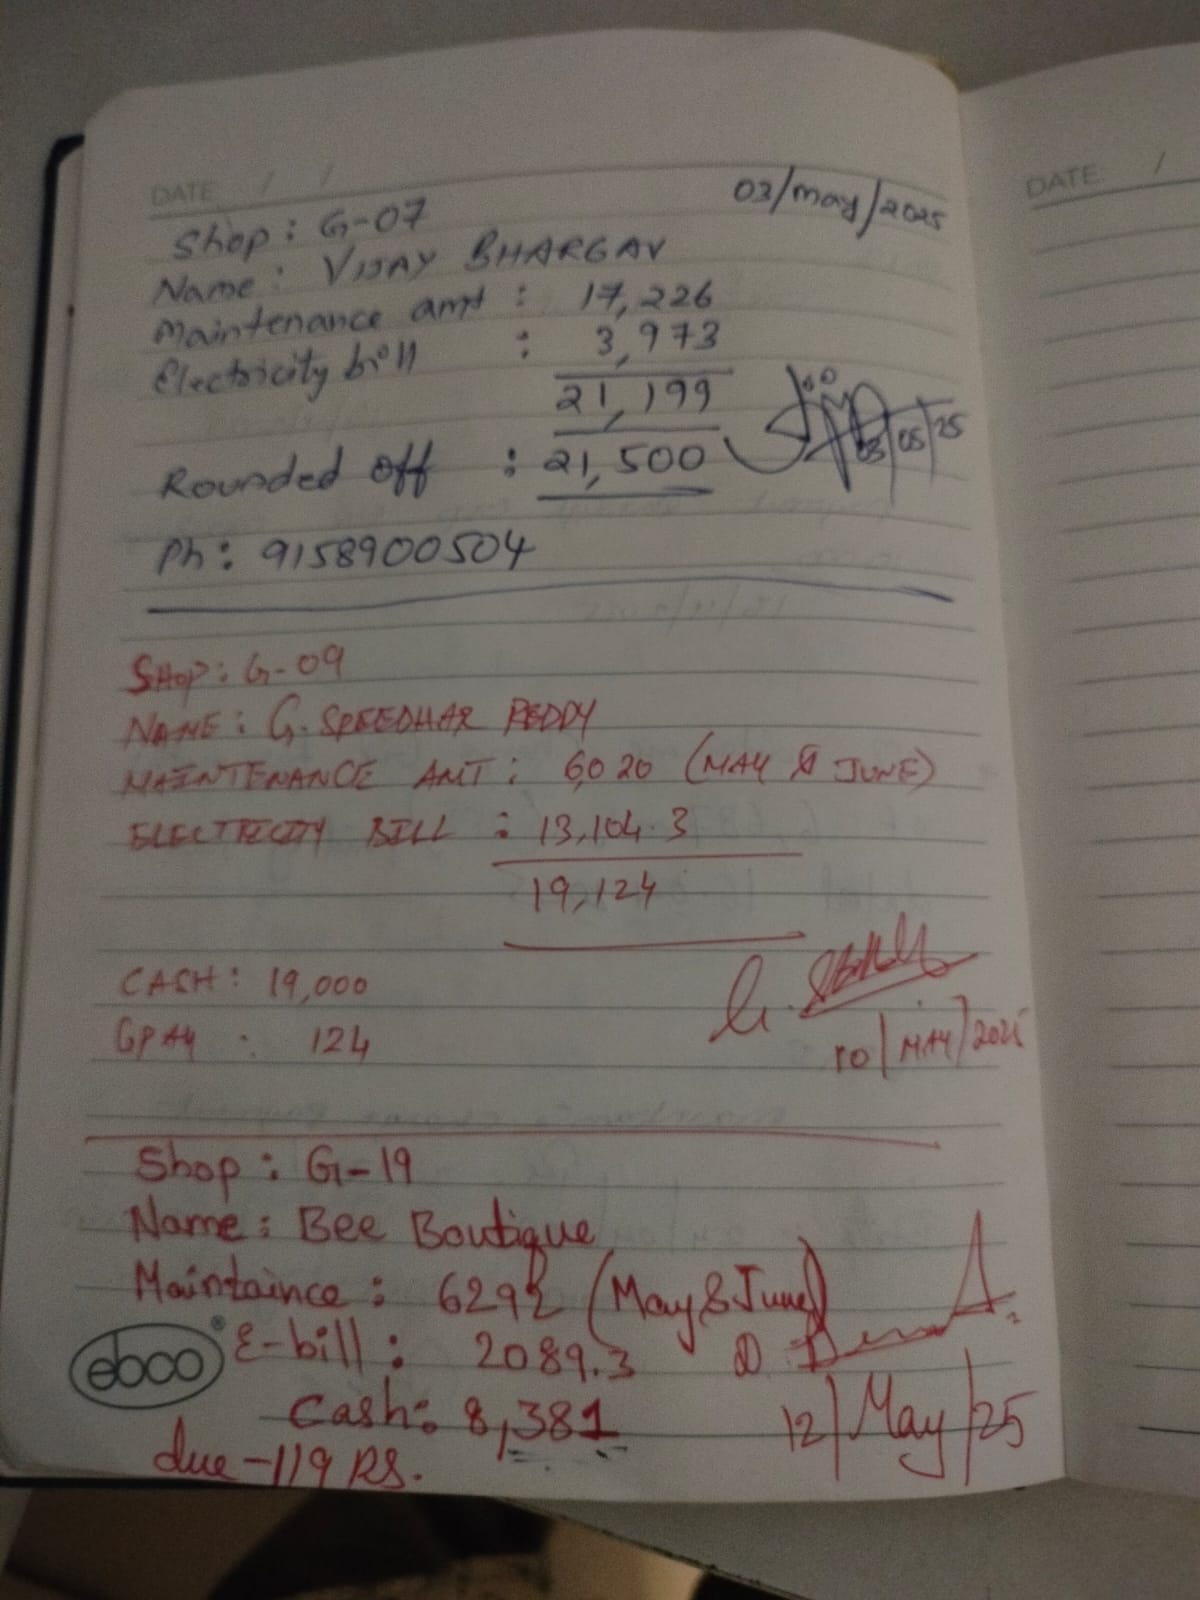 DATE / /
03/may/2025
Shop : G-07
Name : VIJAY BHARGAV
Maintenance amt : 17,226
Electricity bill : 3,973
21,199
03/05/25
Rounded off : 21,500
Ph : 9158900504
SHOP : G-09
NAME : G. SREEDHAR REDDY
MAINTENANCE AMT : 6,020 (MAY & JUNE)
ELECTRICITY BILL : 13,104.3
19,124
CASH : 19,000
GPAY : 124
10/MAY/2025
Shop : G-19
Name : Bee Boutique
Maintaince : 6292 (May & June)
ebco ® E-bill : 2089.3
Cash : 8,381
12/May/25
due - 119 RS.
DATE /